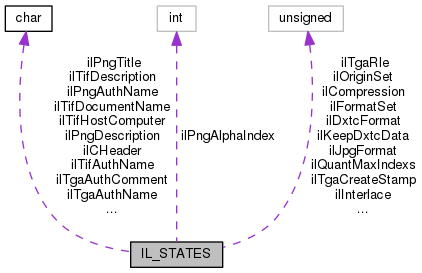 char
int
unsigned
ilPngTitle
ilTifDescription
ilPngAuthName
ilTifDocumentName
ilTifHostComputer
ilPngDescription
ilCHeader
ilTifAuthName
ilTgaAuthComment
ilTgaAuthName
...
ilPngAlphaIndex
ilTgaRle
ilOriginSet
ilCompression
ilFormatSet
ilDxtcFormat
ilKeepDxtcData
ilJpgFormat
ilQuantMaxIndexs
ilTgaCreateStamp
ilInterlace
...
IL_STATES